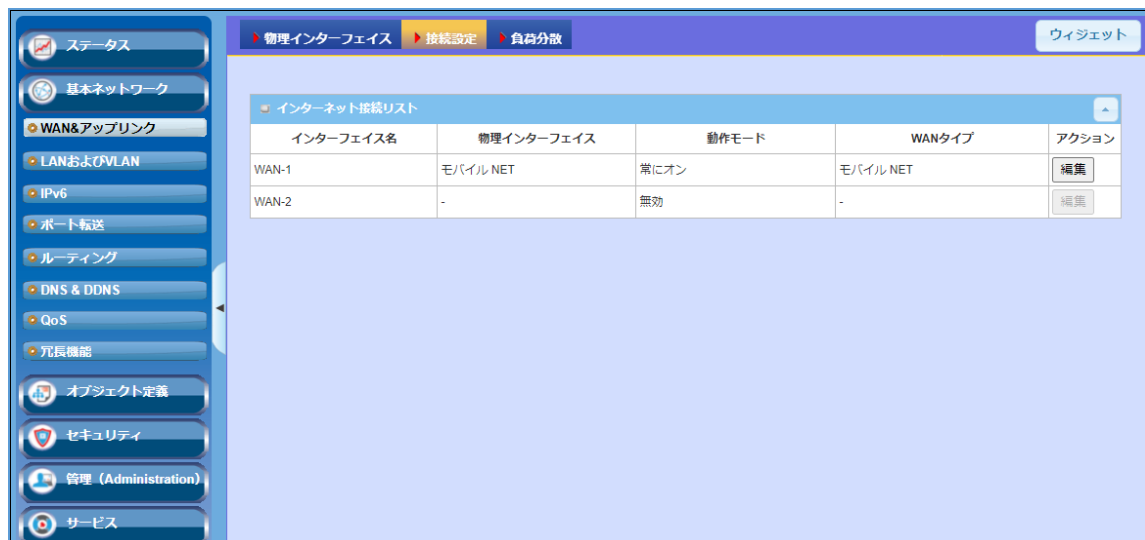 ステータス
基本ネットワーク
WAN&アップリンク
LANおよびVLAN
IPv6
ポート転送
ルーティング
DNS & DDNS
QoS
冗長機能
オブジェクト定義
セキュリティ
管理（Administration）
サービス
物理インターフェイス 接続設定 負荷分散 ウィジェット
インターネット接続リスト
インターフェイス名 物理インターフェイス 動作モード WANタイプ アクション
WAN-1 モバイル NET 常にオン モバイル NET 編集
WAN-2 - 無効 - 編集